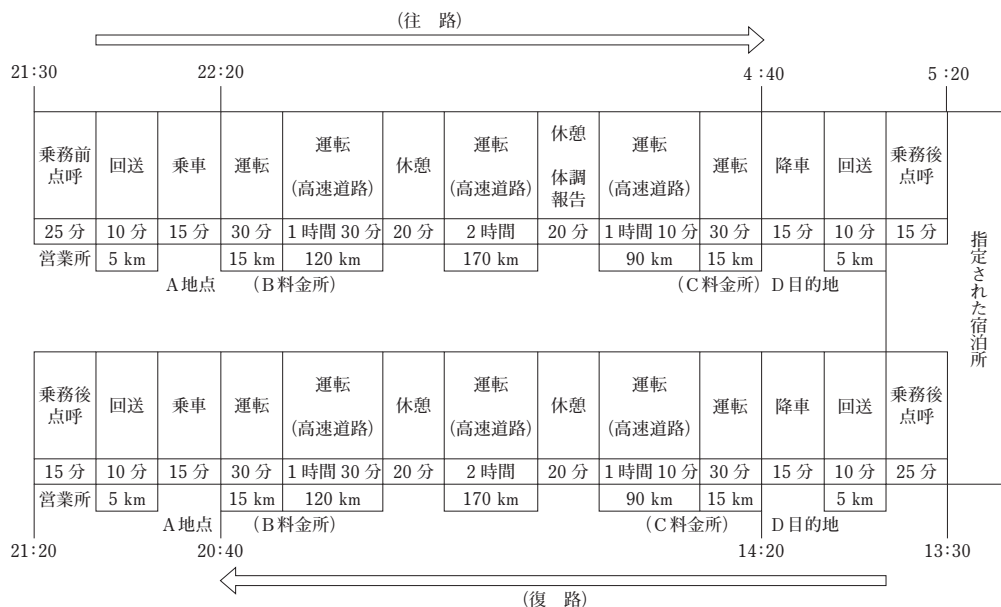 (往 路)
21:30 22:20 4:40 5:20
乗務前
点呼
回送
乗車
運転
運転
(高速道路)
休憩
運転
(高速道路)
休憩
体調
報告
運転
(高速道路)
運転
降車
回送
乗務後
点呼
25分 10分 15分 30分 1時間30分 20分 2時間 20分 1時間10分 30分 15分 10分 15分
営業所 5 km 15 km 120 km 170 km 90 km 15 km 5 km
A地点 (B料金所) (C料金所) D目的地
指定された宿泊所
乗務後
点呼
回送
乗車
運転
運転
(高速道路)
休憩
運転
(高速道路)
休憩
運転
(高速道路)
運転
降車
回送
乗務後
点呼
15分 10分 15分 30分 1時間30分 20分 2時間 20分 1時間10分 30分 15分 10分 25分
営業所 5 km 15 km 120 km 170 km 90 km 15 km 5 km
A地点 (B料金所) (C料金所) D目的地
21:20 20:40 14:20 13:30
(復 路)